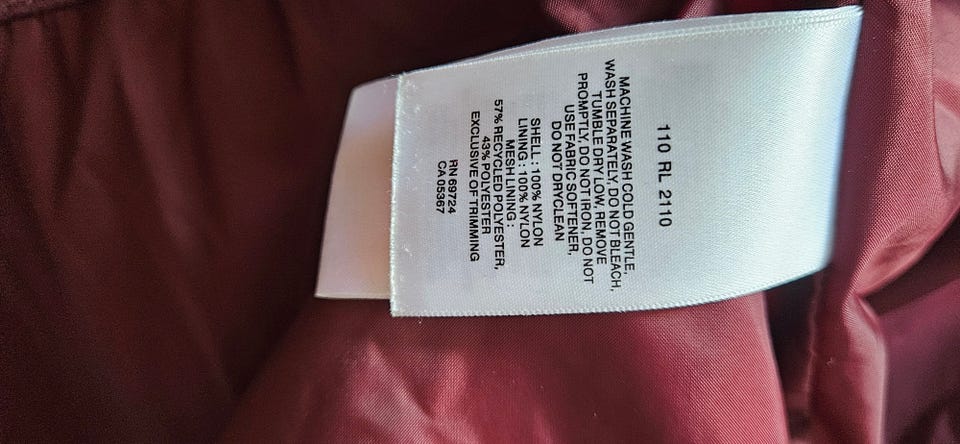 110 RL 2110
MACHINE WASH COLD GENTLE,
WASH SEPARATELY, DO NOT BLEACH,
TUMBLE DRY LOW, REMOVE
PROMPTLY, DO NOT IRON, DO NOT
USE FABRIC SOFTENER,
DO NOT DRYCLEAN
SHELL : 100% NYLON
LINING : 100% NYLON
MESH LINING :
57% RECYCLED POLYESTER,
43% POLYESTER
EXCLUSIVE OF TRIMMING
RN 69724
CA 05367